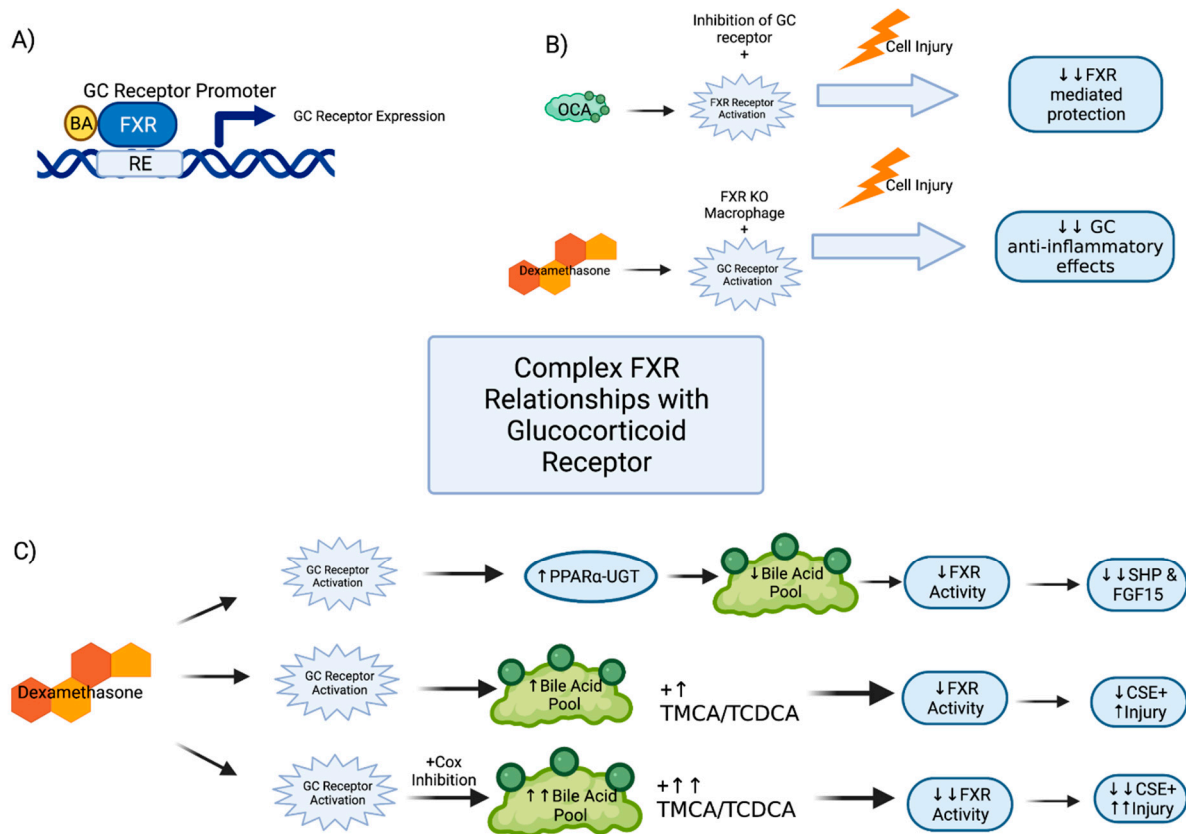 A)
GC Receptor Promoter
BA
FXR
GC Receptor Expression
RE
B)
Inhibition of GC
receptor
+
OCA
FXR Receptor
Activation
Cell Injury
↓↓FXR
mediated
protection
FXR KO
Macrophage
+
Dexamethasone
GC Receptor
Activation
Cell Injury
↓↓ GC
anti-inflammatory
effects
Complex FXR
Relationships with
Glucocorticoid
Receptor
C)
Dexamethasone
GC Receptor
Activation
↑PPARα-UGT
↓Bile Acid
Pool
↓FXR
Activity
↓↓SHP &
FGF15
GC Receptor
Activation
↑Bile Acid
Pool
+↑
TMCA/TCDCA
↓FXR
Activity
↓CSE+
↑Injury
GC Receptor
Activation
+Cox
Inhibition
↑↑Bile Acid
Pool
+↑↑
TMCA/TCDCA
↓↓FXR
Activity
↓↓CSE+
↑↑Injury